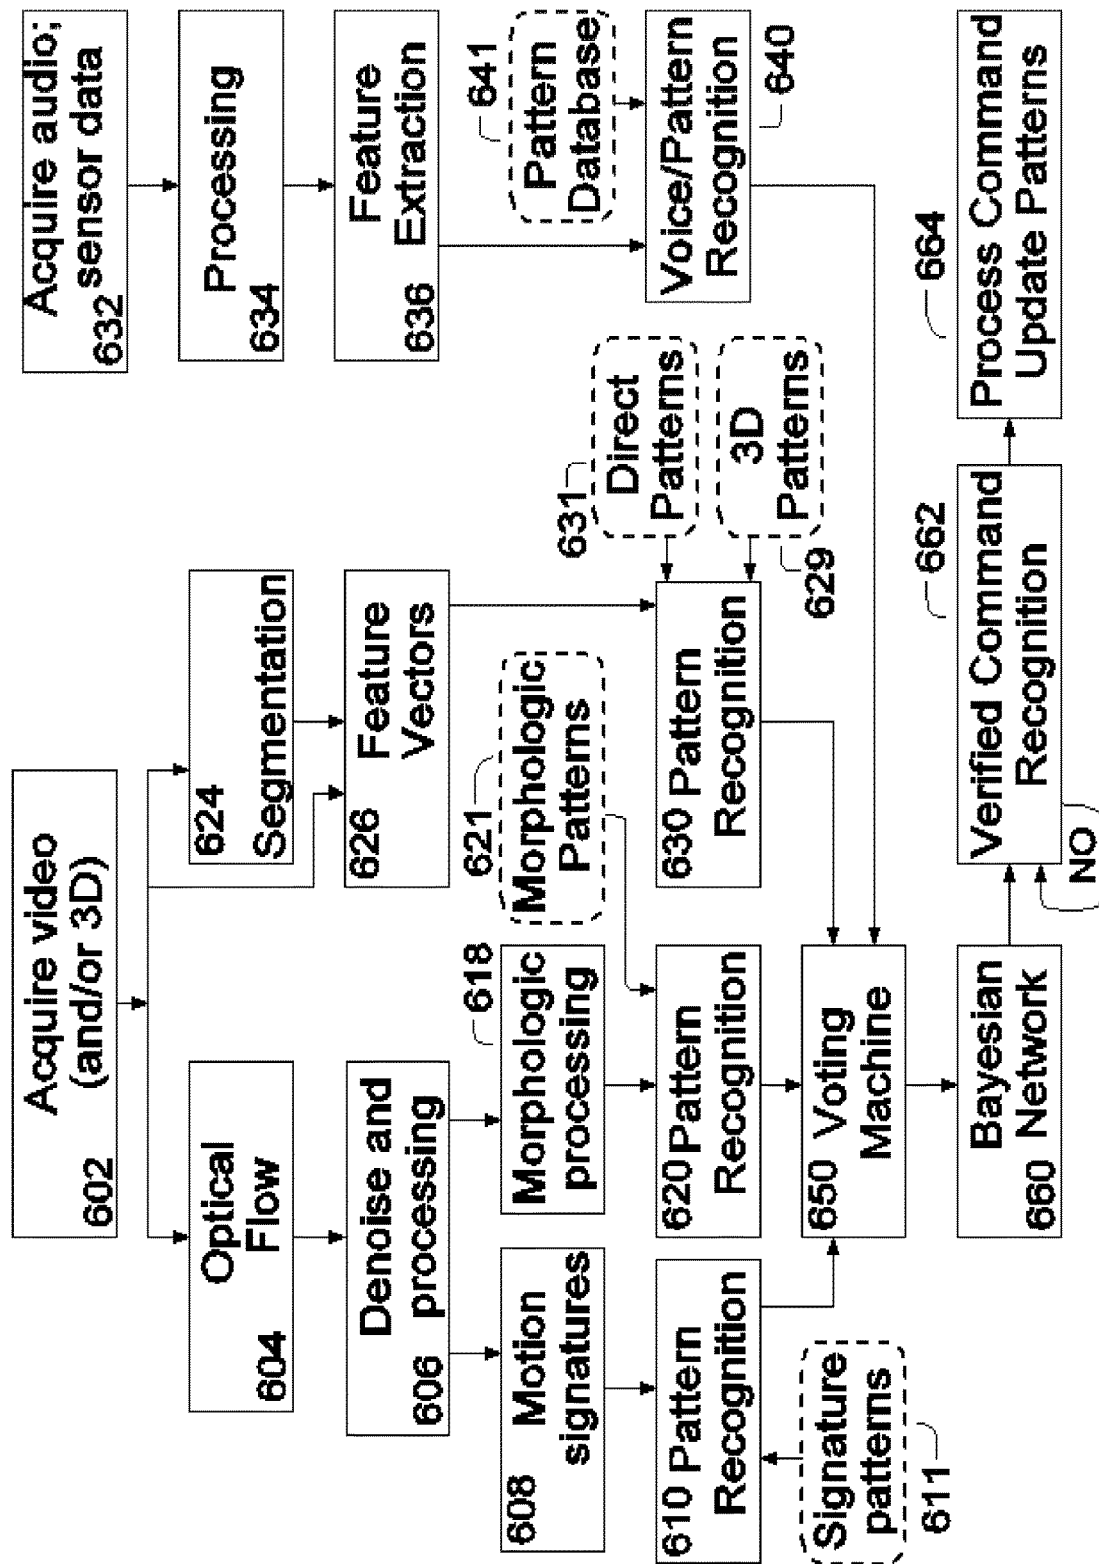 Acquire video
(and/or 3D)
602
Optical
Flow
604
Denoise and
processing
606
Motion
signatures
608
610 Pattern
Recognition
Signature
patterns
611
Morphologic
processing
618
620 Pattern
Recognition
Morphologic
Patterns
621
624
Segmentation
Feature
Vectors
626
630 Pattern
Recognition
631
Direct
Patterns
3D
Patterns
629
Acquire audio;
sensor data
632
Processing
634
Feature
Extraction
636
641
Pattern
Database
Voice/Pattern
Recognition
640
650 Voting
Machine
Bayesian
660 Network
Verified Command
Recognition
662
NO
Process Command
Update Patterns
664